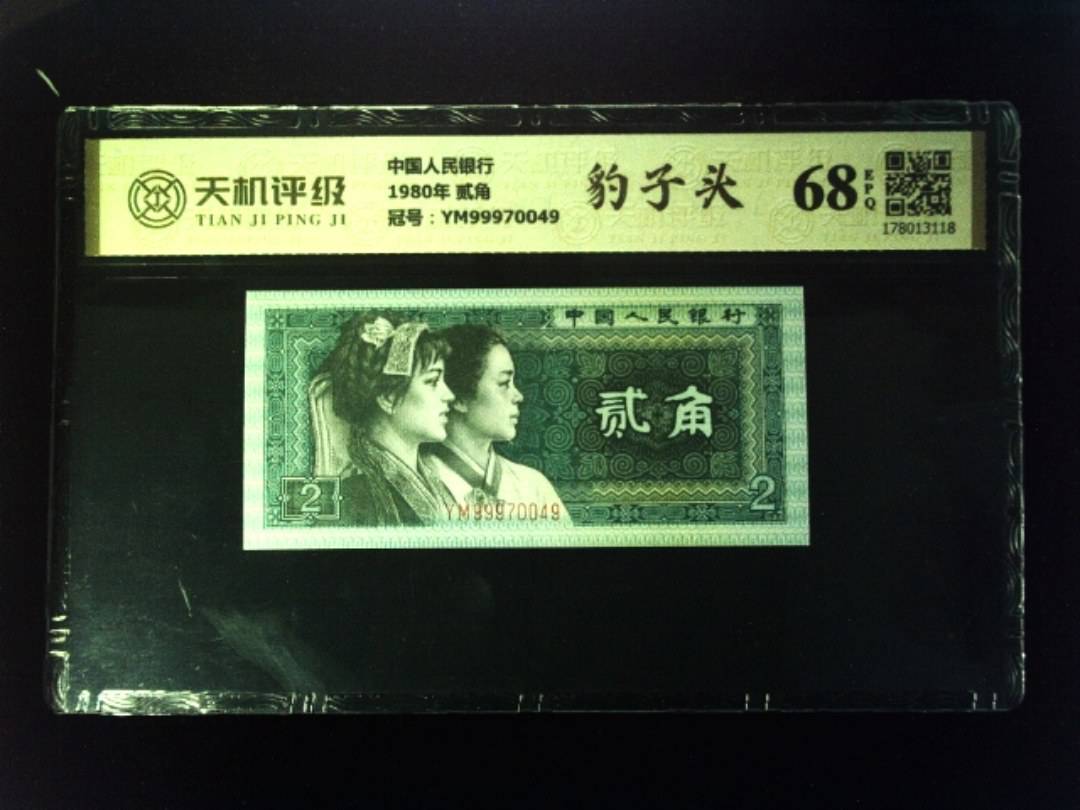 天机评级
TIAN JI PING JI
中国人民银行
1980年 贰角
冠号：YM99970049
豹子头
68
EPQ
178013118
中国人民银行
贰角
2
2
YM99970049